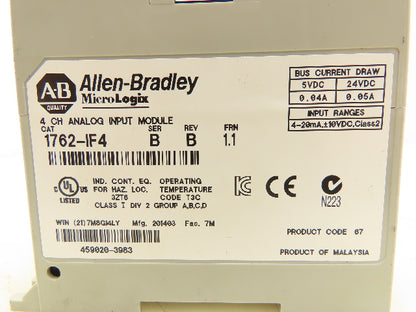 AB
QUALITY
Allen-Bradley
MicroLogix
BUS CURRENT DRAW
5VDC 24VDC
0.04A 0.05A
INPUT RANGES
4-20mA,±10VDC,Class2
4 CH ANALOG INPUT MODULE
CAT SER REV FRN
1762-IF4 B B 1.1
UL
LISTED
IND. CONT. EQ.
FOR HAZ. LOC.
3ZT6
OPERATING
TEMPERATURE
CODE T3C
CLASS I DIV 2 GROUP A,B,C,D
CE
N223
WIN (21) Mfg. 201403 Fac. 7M
PRODUCT CODE 67
459020-3983
PRODUCT OF MALAYSIA